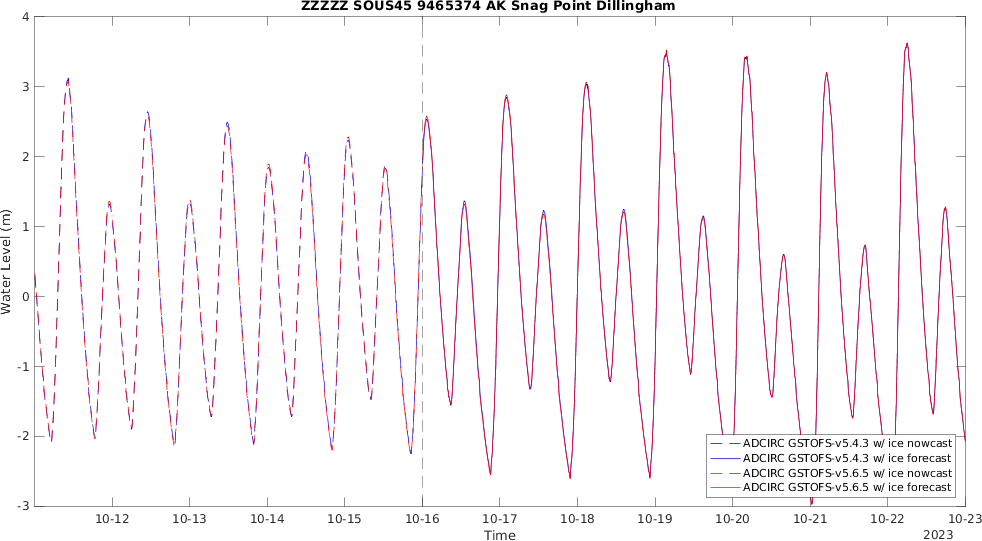 ZZZZZ SOUS45 9465374 AK Snag Point Dillingham
4
3
2
1
0
-1
-2
-3
Water Level (m)
ADCIRC GSTOFS-v5.4.3 w/ ice nowcast
ADCIRC GSTOFS-v5.4.3 w/ ice forecast
ADCIRC GSTOFS-v5.6.5 w/ ice nowcast
ADCIRC GSTOFS-v5.6.5 w/ ice forecast
10-12 10-13 10-14 10-15 10-16 10-17 10-18 10-19 10-20 10-21 10-22 10-23
Time
2023